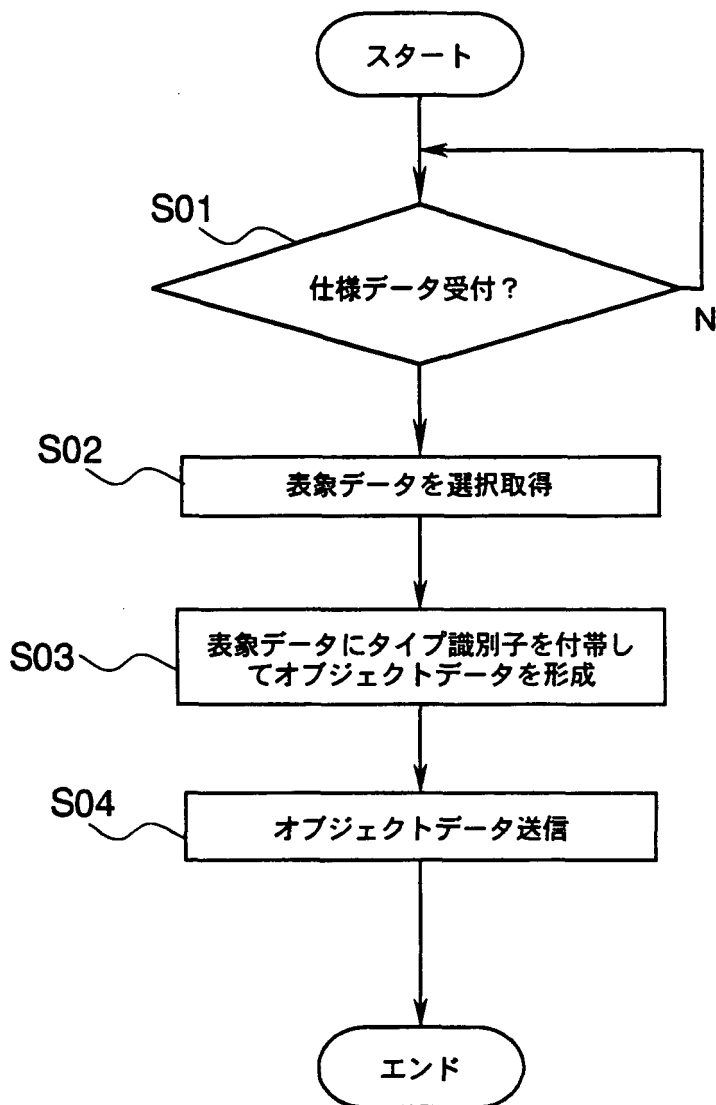 スタート
S01
仕様データ受付？
N
S02
表象データを選択取得
S03
表象データにタイプ識別子を付帯し
てオブジェクトデータを形成
S04
オブジェクトデータ送信
エンド